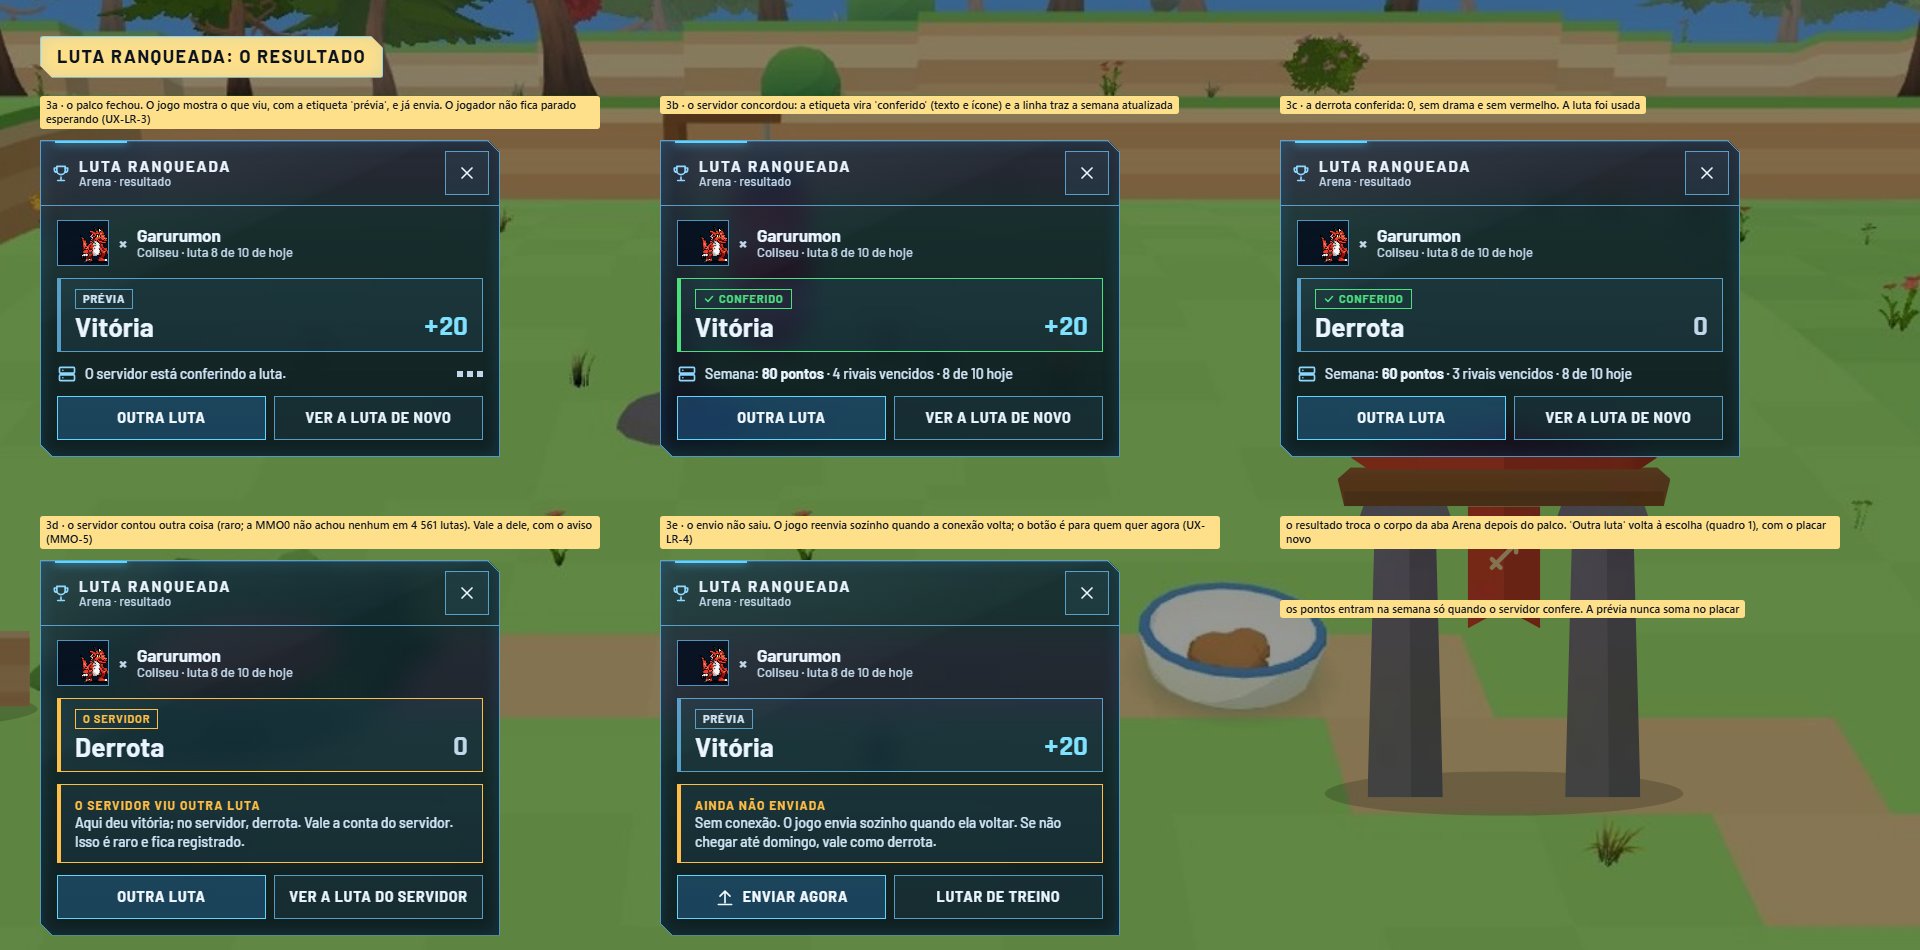 LUTA RANQUEADA: O RESULTADO
3a · o palco fechou. O jogo mostra o que viu, com a etiqueta 'prévia', e já envia. O jogador não fica parado
esperando (UX-LR-3)
LUTA RANQUEADA
Arena · resultado
Garurumon
Coliseu · luta 8 de 10 de hoje
PRÉVIA
Vitória
+20
O servidor está conferindo a luta.
OUTRA LUTA
VER A LUTA DE NOVO
3b · o servidor concordou: a etiqueta vira 'conferido' (texto e ícone) e a linha traz a semana atualizada
LUTA RANQUEADA
Arena · resultado
Garurumon
Coliseu · luta 8 de 10 de hoje
CONFERIDO
Vitória
+20
Semana: 80 pontos · 4 rivais vencidos · 8 de 10 hoje
OUTRA LUTA
VER A LUTA DE NOVO
3c · a derrota conferida: 0, sem drama e sem vermelho. A luta foi usada
LUTA RANQUEADA
Arena · resultado
Garurumon
Coliseu · luta 8 de 10 de hoje
CONFERIDO
Derrota
0
Semana: 60 pontos · 3 rivais vencidos · 8 de 10 hoje
OUTRA LUTA
VER A LUTA DE NOVO
3d · o servidor contou outra coisa (raro; a MMO0 não achou nenhum em 4 561 lutas). Vale a dele, com o aviso
(MMO-5)
LUTA RANQUEADA
Arena · resultado
Garurumon
Coliseu · luta 8 de 10 de hoje
O SERVIDOR
Derrota
0
O SERVIDOR VIU OUTRA LUTA
Aqui deu vitória; no servidor, derrota. Vale a conta do servidor.
Isso é raro e fica registrado.
OUTRA LUTA
VER A LUTA DO SERVIDOR
3e · o envio não saiu. O jogo reenvia sozinho quando a conexão volta; o botão é para quem quer agora (UX-
LR-4)
LUTA RANQUEADA
Arena · resultado
Garurumon
Coliseu · luta 8 de 10 de hoje
PRÉVIA
Vitória
+20
AINDA NÃO ENVIADA
Sem conexão. O jogo envia sozinho quando ela voltar. Se não
chegar até domingo, vale como derrota.
ENVIAR AGORA
LUTAR DE TREINO
o resultado troca o corpo da aba Arena depois do palco. 'Outra luta' volta à escolha (quadro 1), com o placar
novo
os pontos entram na semana só quando o servidor confere. A prévia nunca soma no placar